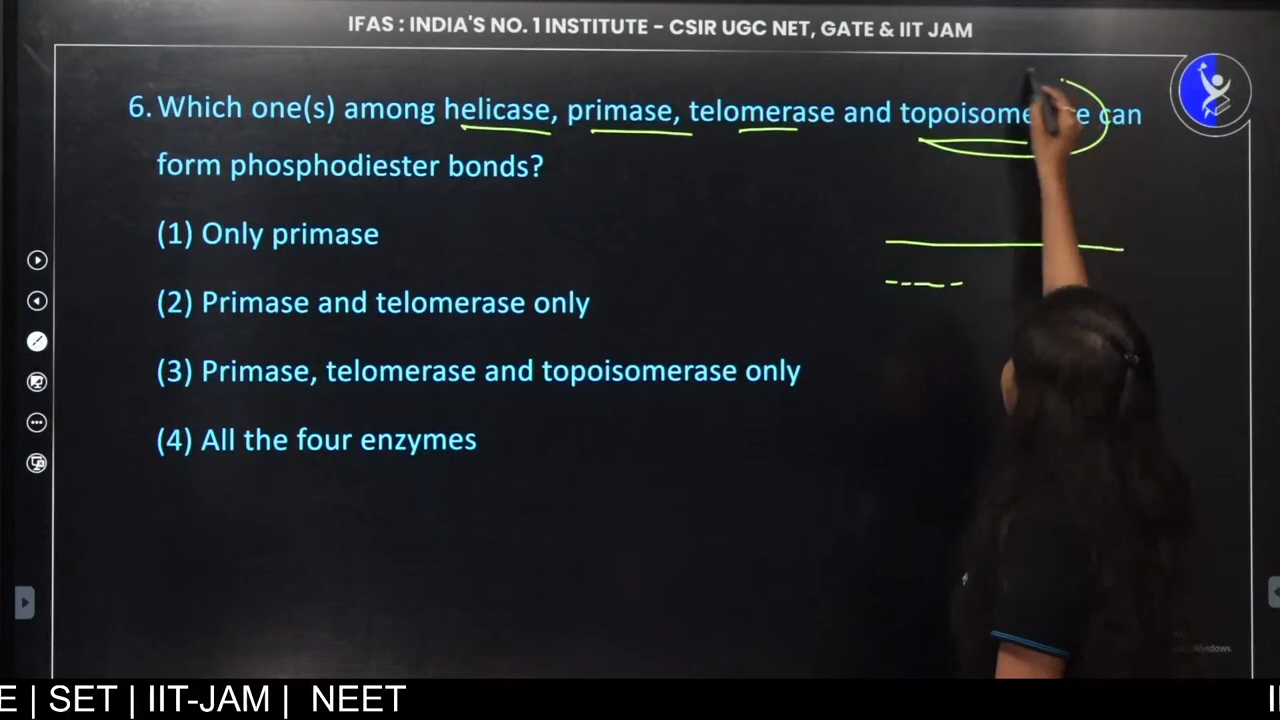 IFAS : INDIA'S NO. 1 INSTITUTE – CSIR UGC NET, GATE & IIT JAM
6. Which one(s) among helicase, primase, telomerase and topoisome e can
form phosphodiester bonds?
(1) Only primase
(2) Primase and telomerase only
(3) Primase, telomerase and topoisomerase only
(4) All the four enzymes
Windows.
E | SET | IIT-JAM | NEET